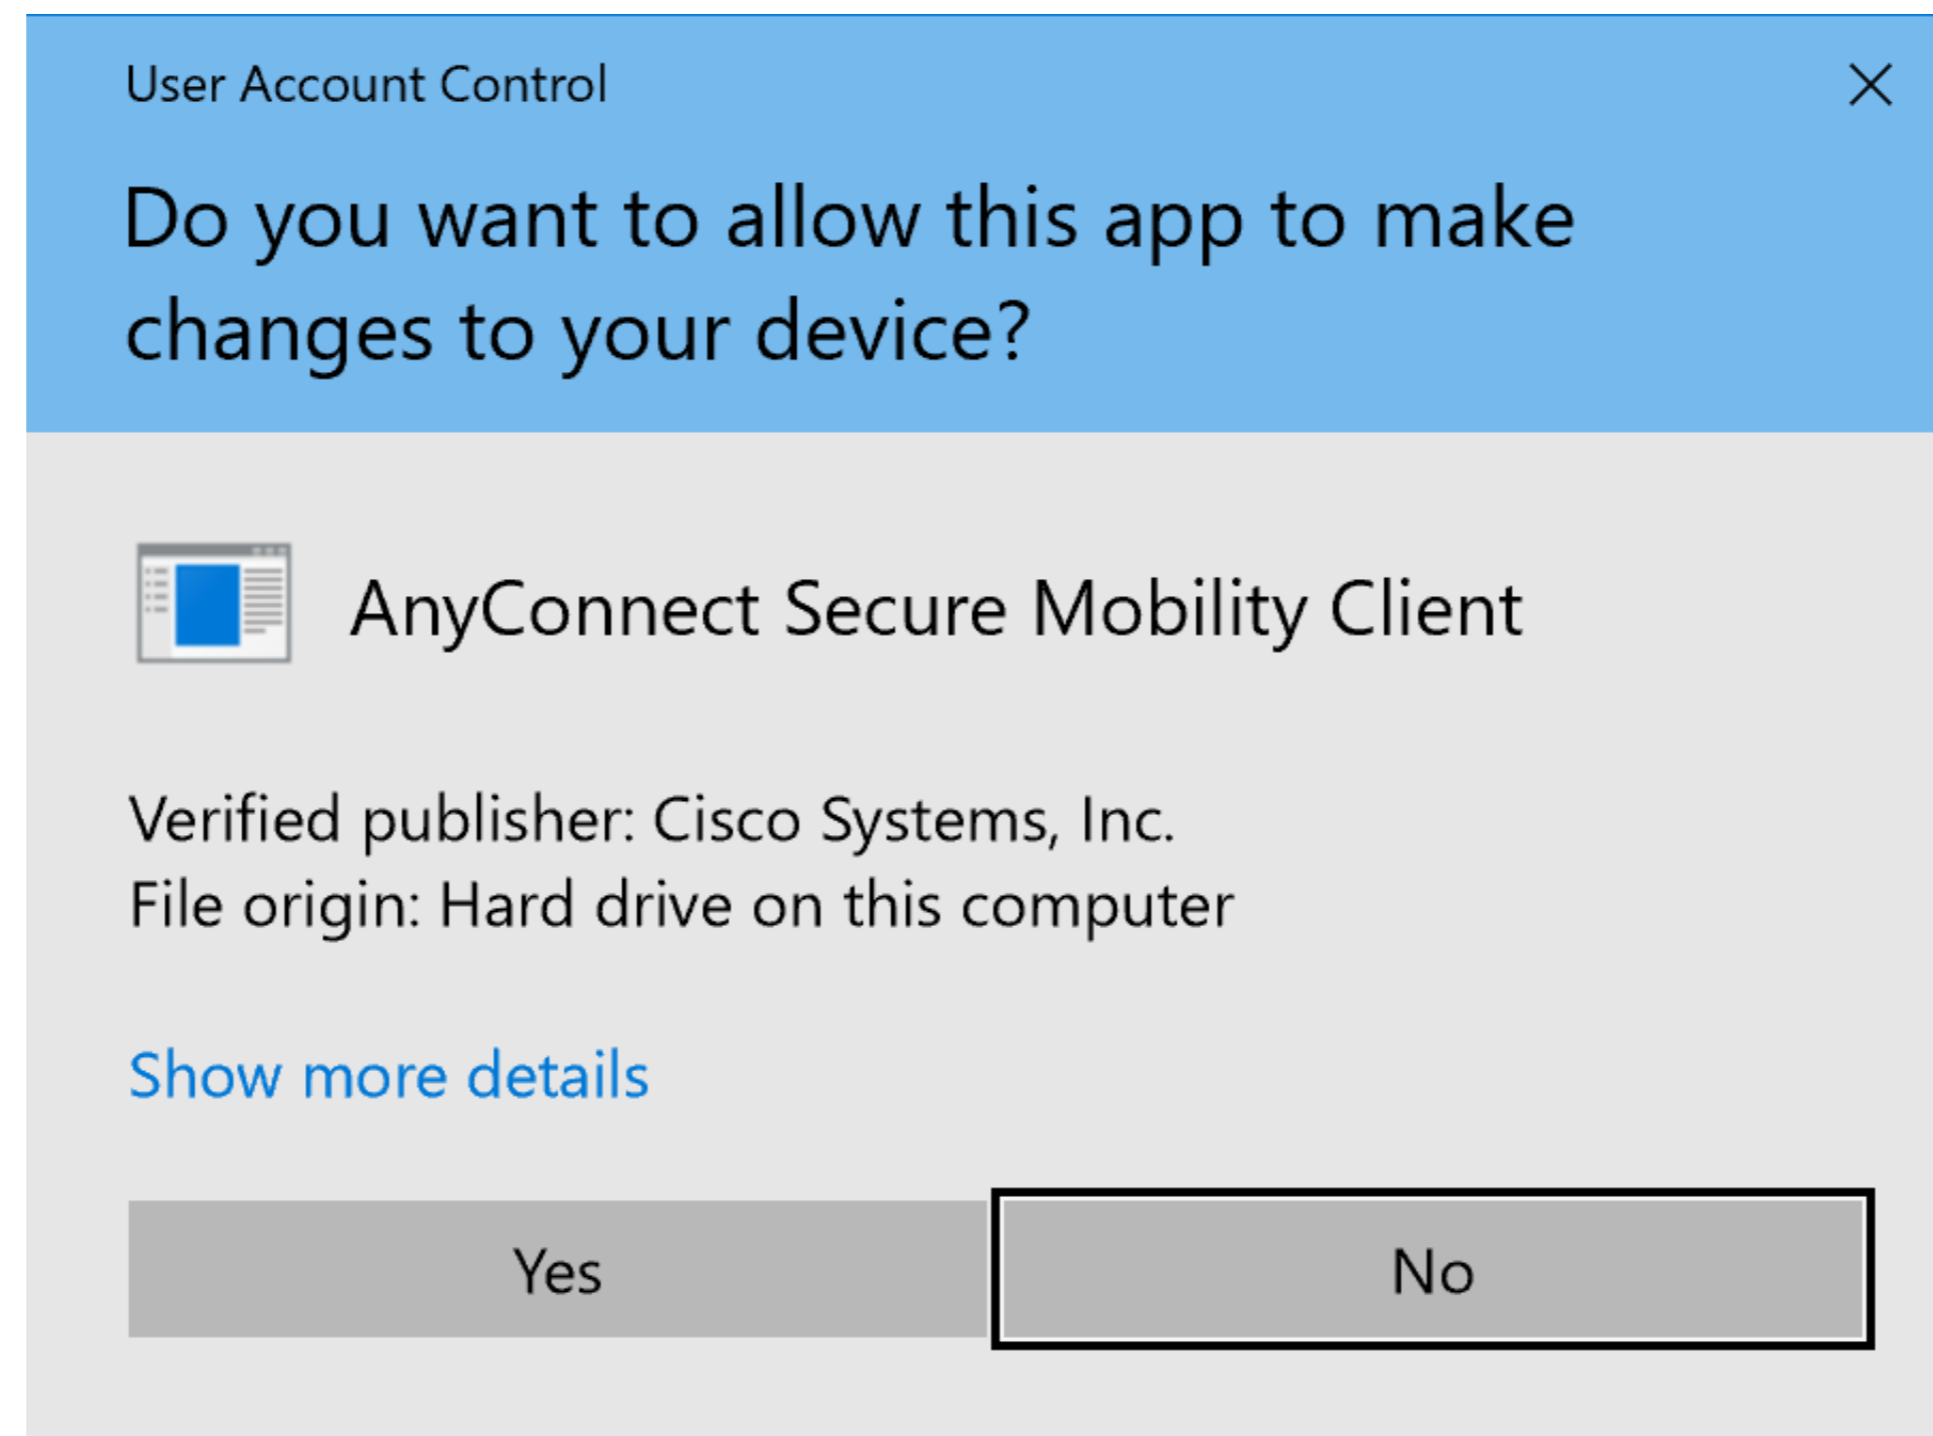 User Account Control
Do you want to allow this app to make
changes to your device?
AnyConnect Secure Mobility Client
Verified publisher: Cisco Systems, Inc.
File origin: Hard drive on this computer
Show more details
Yes
No